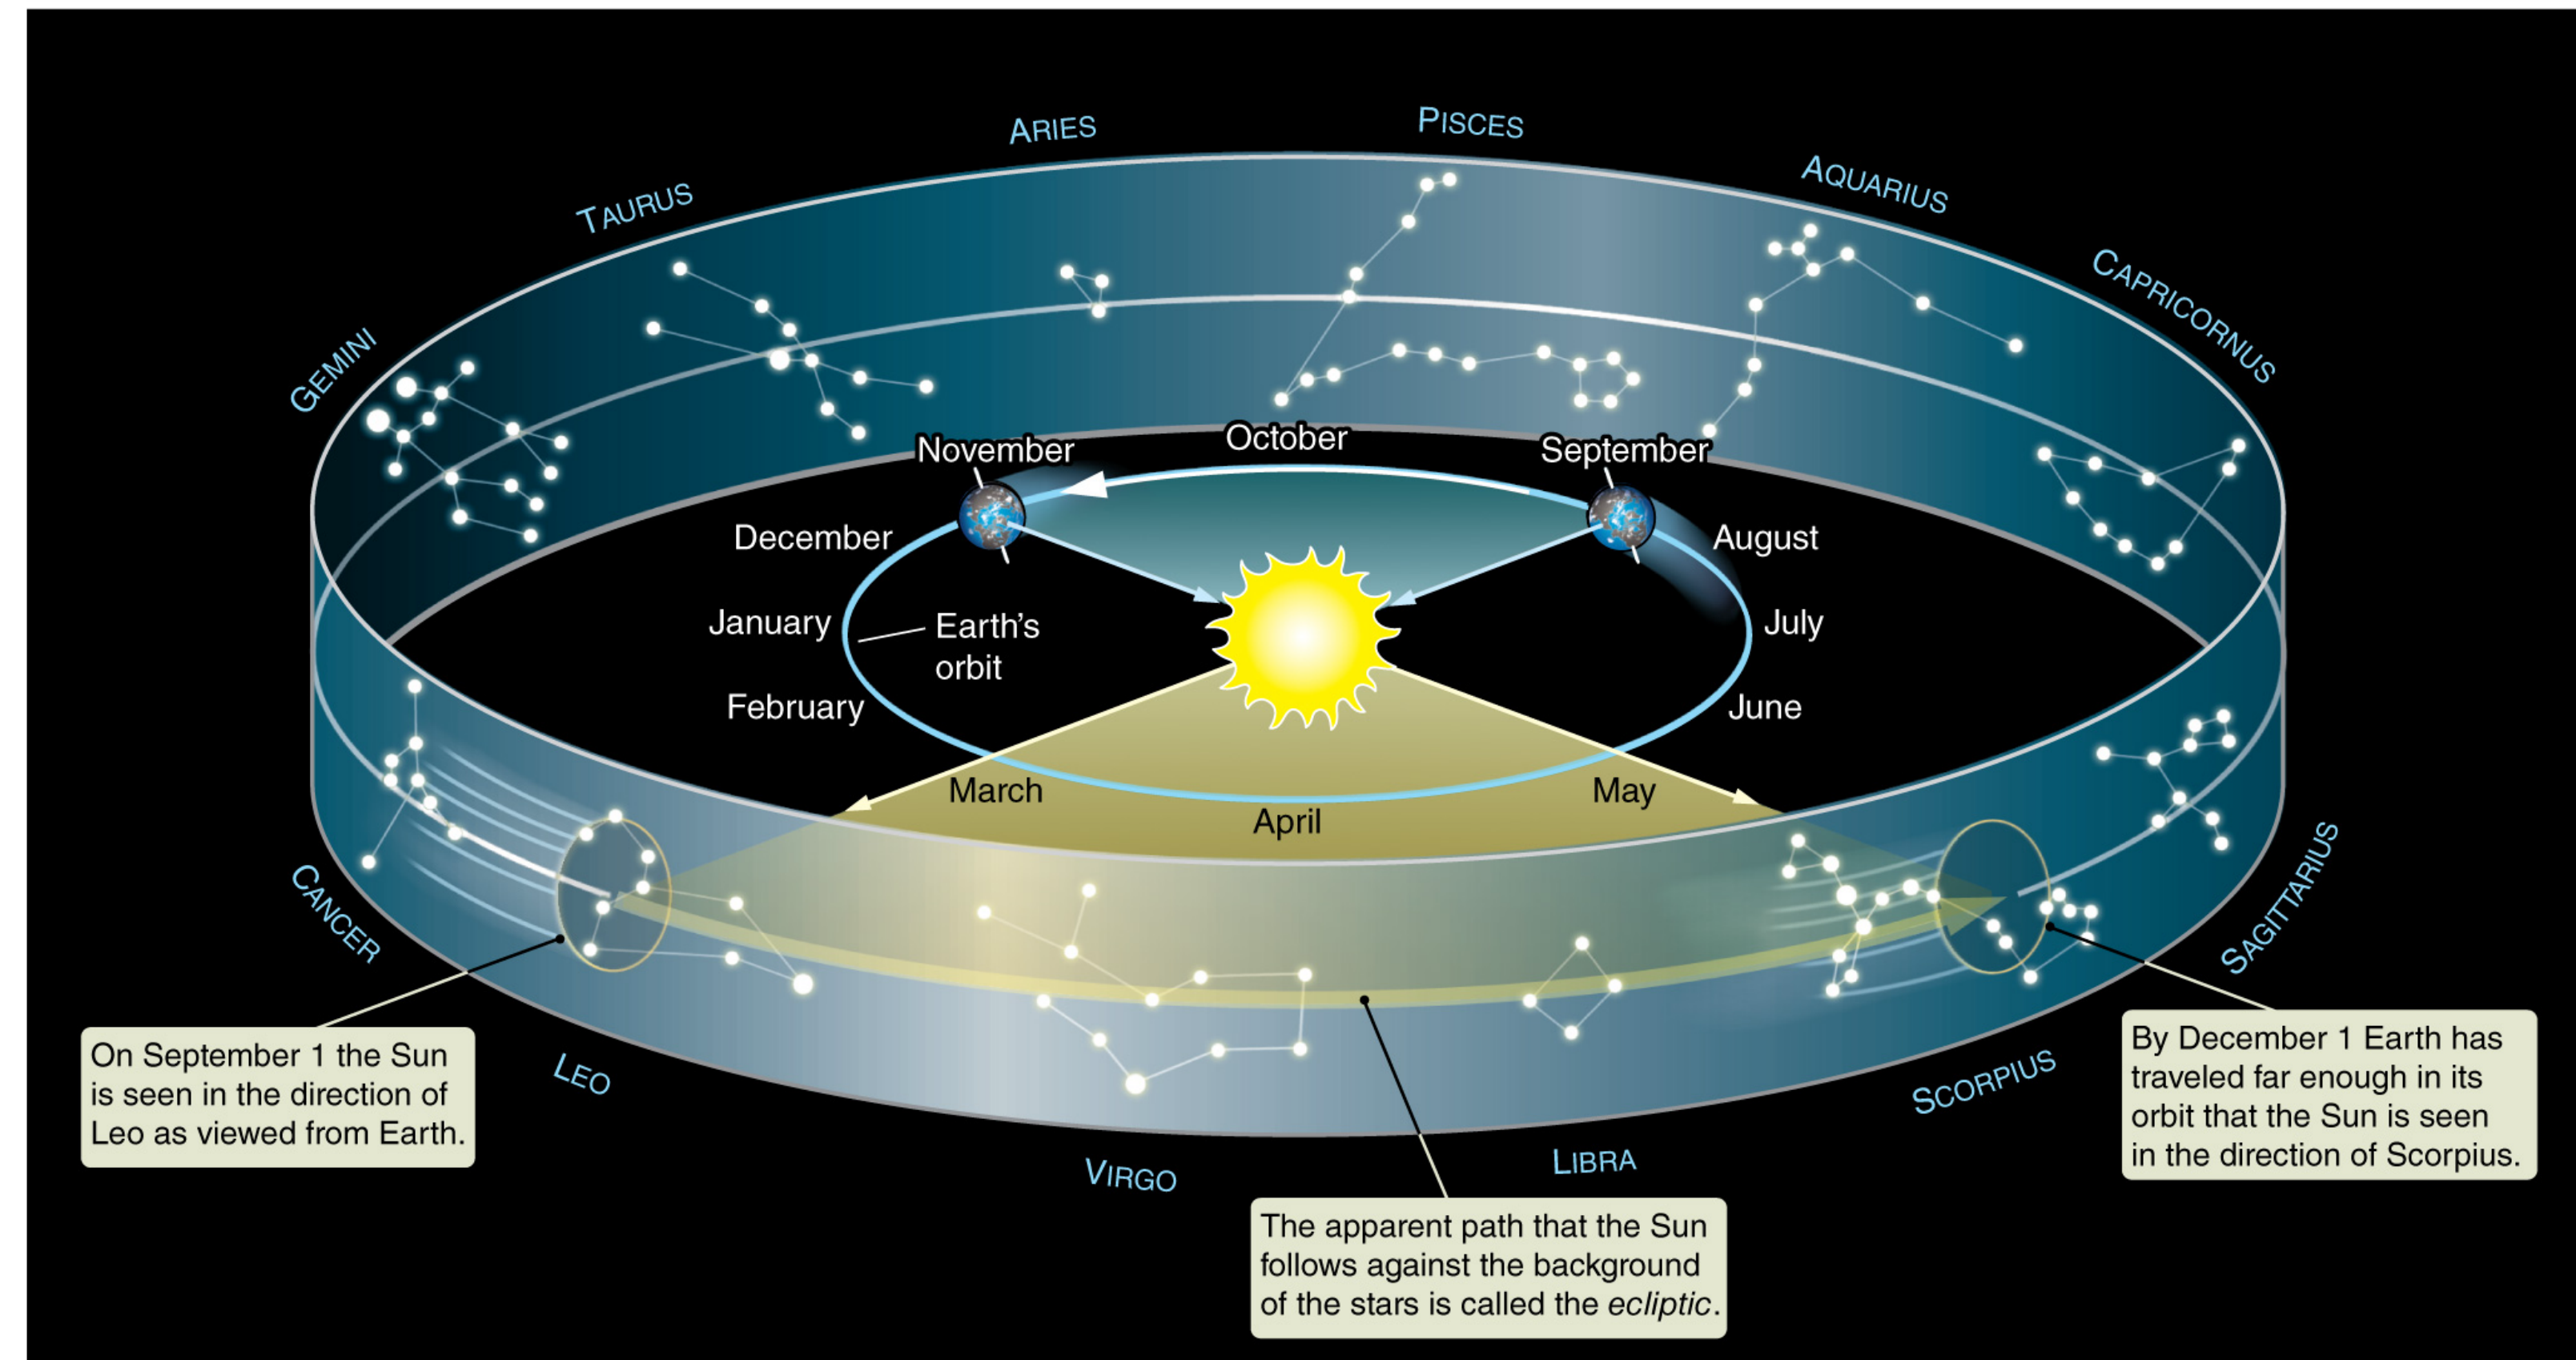 ARIES
PISCES
TAURUS
AQUARIUS
CAPRICORNUS
GEMINI
November
October
September
December
August
January
Earth’s
orbit
July
February
June
March
May
April
CANCER
SAGITTARIUS
LEO
SCORPIUS
VIRGO
LIBRA
On September 1 the Sun
is seen in the direction of
Leo as viewed from Earth.
By December 1 Earth has
traveled far enough in its
orbit that the Sun is seen
in the direction of Scorpius.
The apparent path that the Sun
follows against the background
of the stars is called the ecliptic.